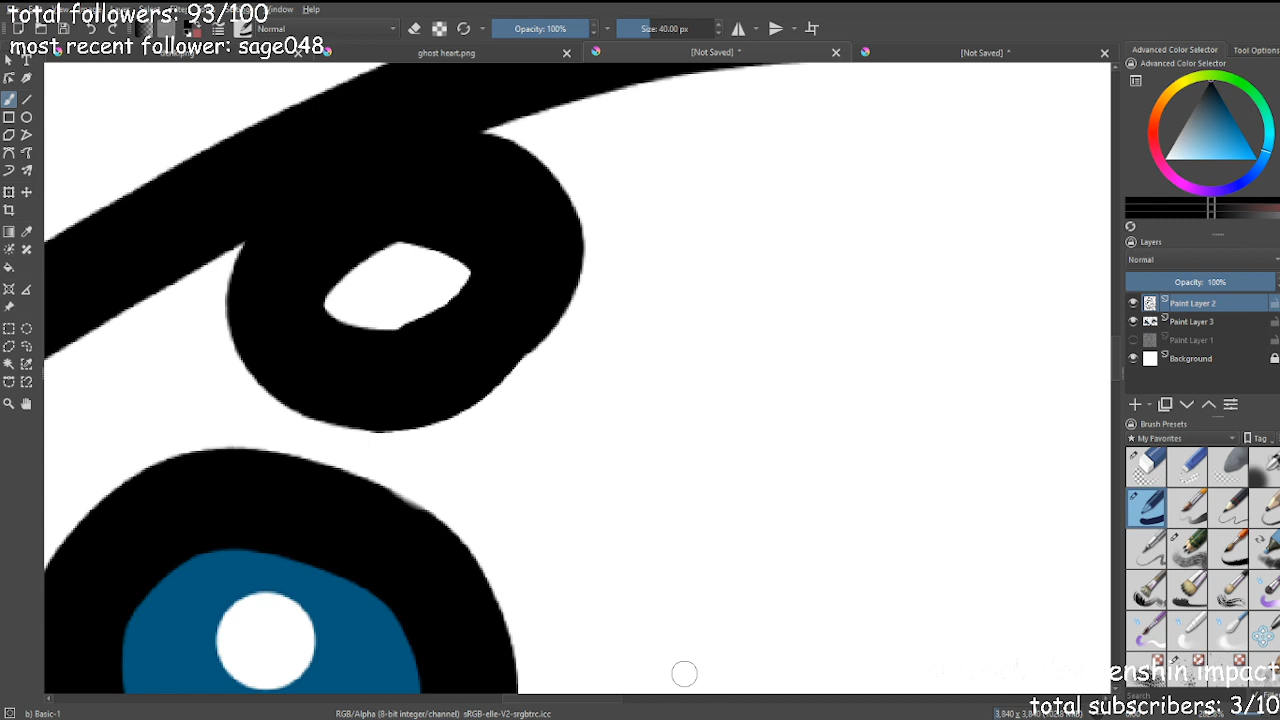 total followers: 93/100
Window
Help
most recent follower: sage048
Normal
Opacity: 100%
Size: 40.00 px
ghost heart.png
[Not Saved] *
[Not Saved] *
Advanced Color Selector
Tool Options
Advanced Color Selector
Layers
Normal
Opacity: 100%
Paint Layer 2
Paint Layer 3
Paint Layer 1
Background
Brush Presets
My Favorites
Tag
Search
genshin impact
total subscribers: 3/10
b) Basic-1
RGB/Alpha (8-bit integer/channel) sRGB-elle-V2-srgbtrc.icc